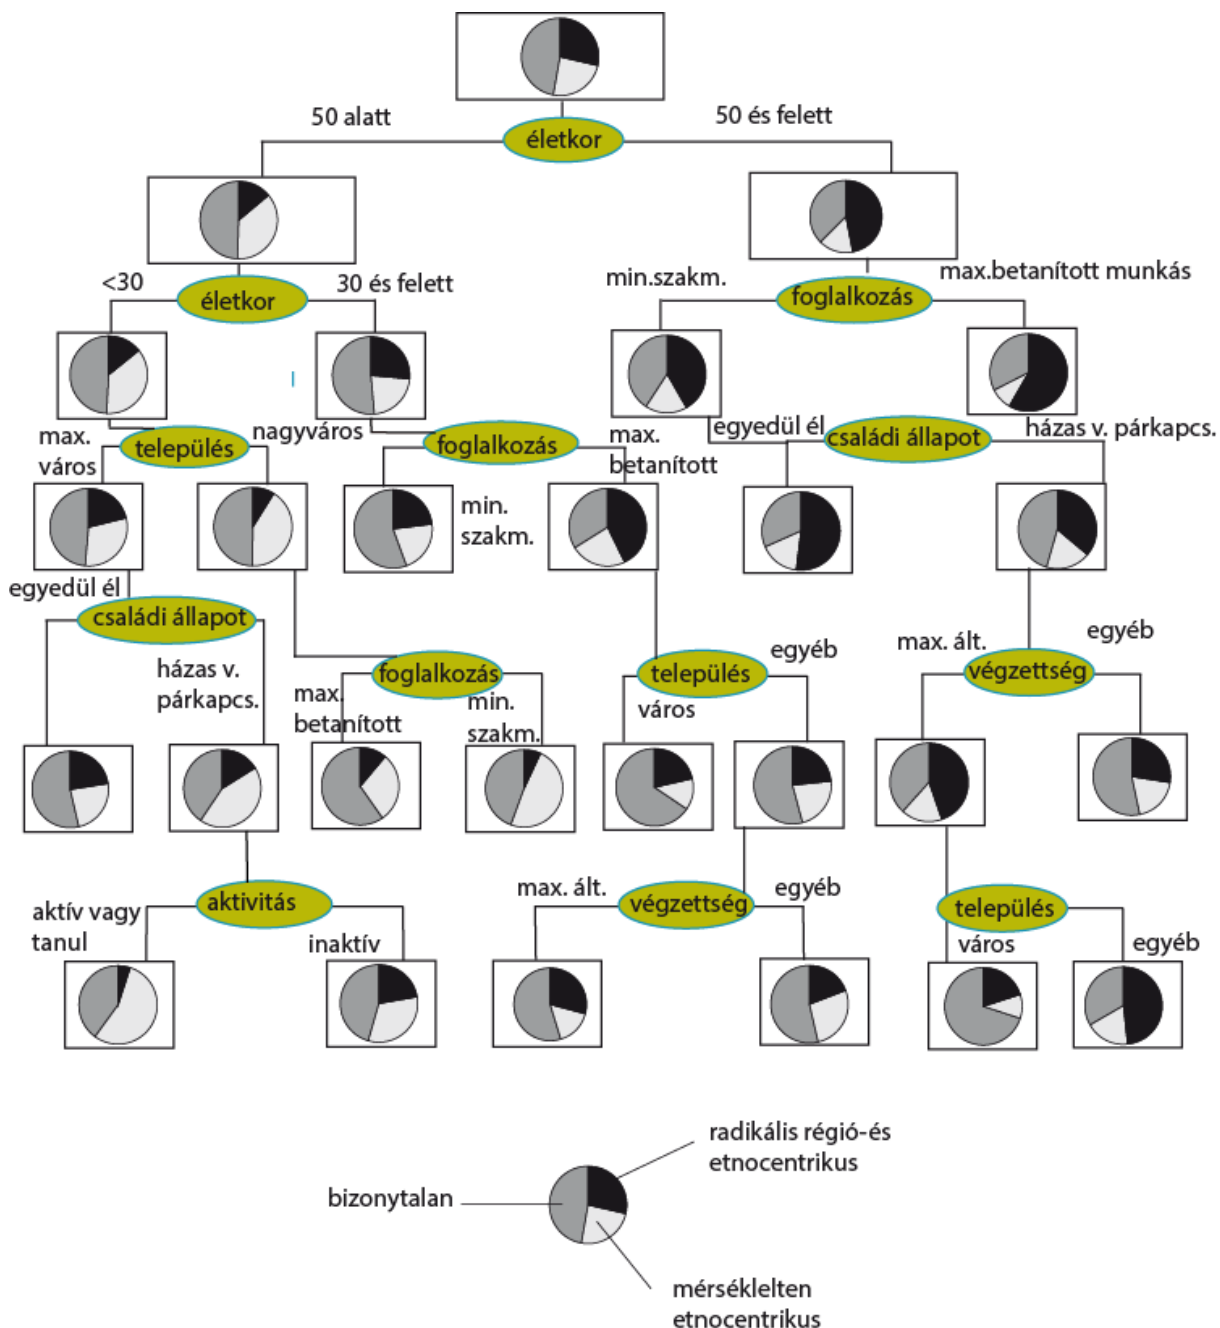 50 alatt
életkor
50 és felett
<30
életkor
30 és felett
min.szakm.
foglalkozás
max.betanított munkás
max.
város
település
nagyváros
foglalkozás
max.
betanított
egyedül él
családi állapot
házas v. párkapcs.
min.
szakm.
egyedül él
családi állapot
házas v.
párkapcs.
foglalkozás
max.
betanított
min.
szakm.
település
egyéb
város
max. ált.
végzettség
egyéb
aktivitás
aktív vagy
tanul
inaktív
max. ált.
végzettség
egyéb
település
város
egyéb
radikális régió-és
etnocentrikus
bizonytalan
mérséklelten
etnocentrikus